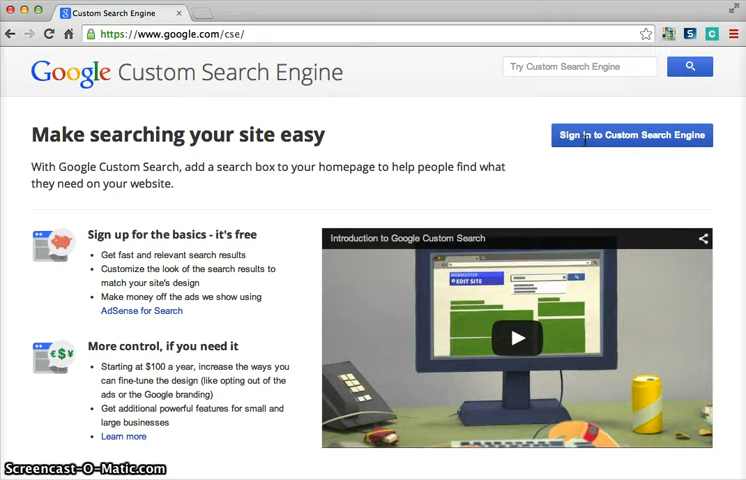 Custom Search Engine
https://www.google.com/cse/
Google Custom Search Engine
Try Custom Search Engine
Make searching your site easy
Sign in to Custom Search Engine
With Google Custom Search, add a search box to your homepage to help people find what
they need on your website.
Sign up for the basics - it's free
Get fast and relevant search results
Customize the look of the search results to
match your site's design
Make money off the ads we show using
AdSense for Search
More control, if you need it
Starting at $100 a year, increase the ways you
can fine-tune the design (like opting out of the
ads or the Google branding)
Get additional powerful features for small and
large businesses
Learn more
Introduction to Google Custom Search
EDIT SITE
Screencast-O-Matic.com